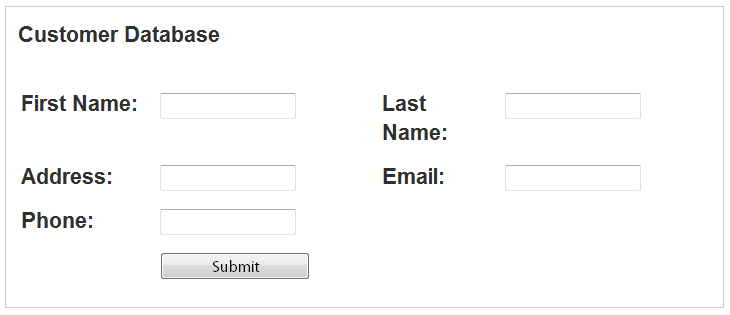 Customer Database
First Name:
Last
Name:
Address:
Email:
Phone:
Submit